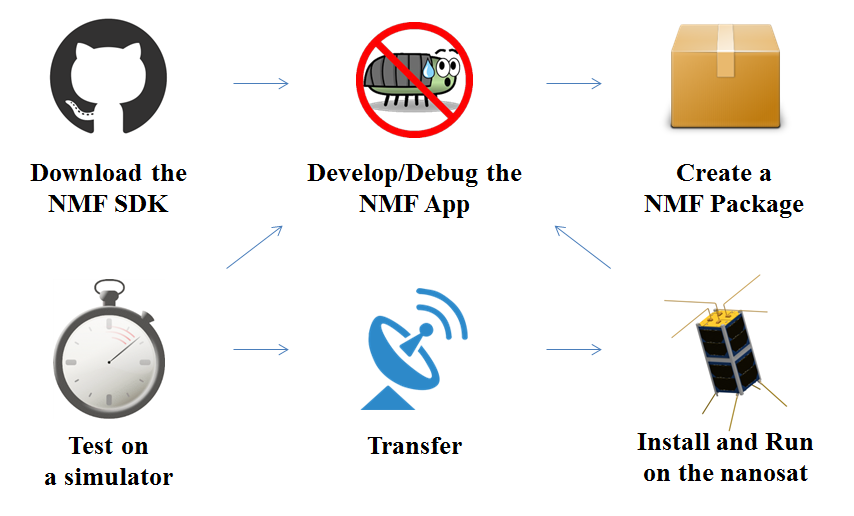 Download the
NMF SDK
Develop/Debug the
NMF App
Create a
NMF Package
Test on
a simulator
Transfer
Install and Run
on the nanosat